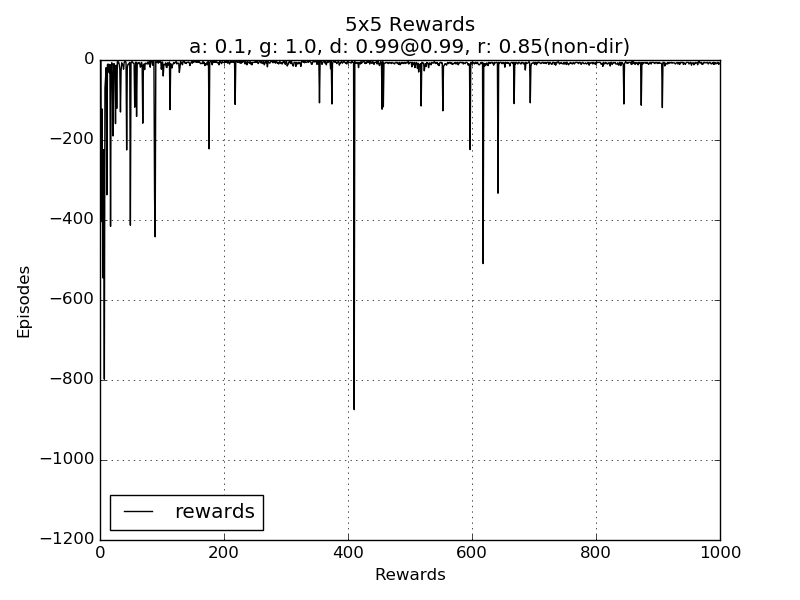 5x5 Rewards
a: 0.1, g: 1.0, d: 0.99@0.99, r: 0.85(non-dir)
0
−200
−400
−600
−800
−1000
−1200
Episodes
rewards
0 200 400 600 800 1000
Rewards